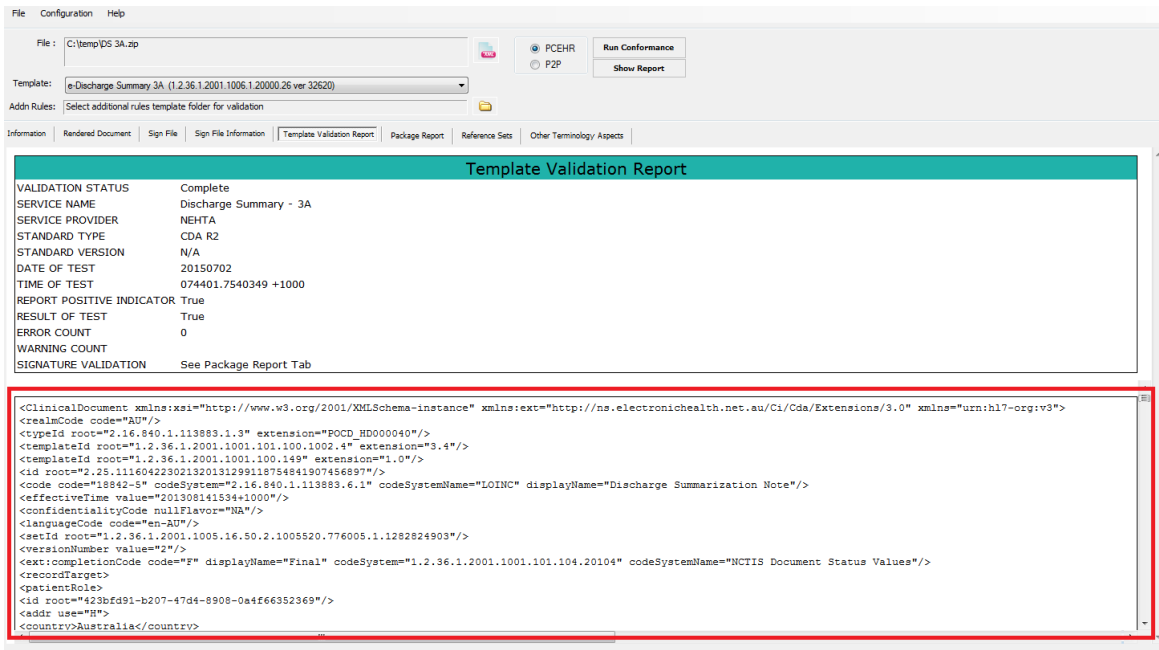 File Configuration Help
File : C:\temp\DS 3A.zip
PCEHR
P2P
Run Conformance
Show Report
Template: e-Discharge Summary 3A (1.2.36.1.2001.1006.1.20000.26 ver 32620)
Addn Rules: Select additional rules template folder for validation
Information Rendered Document Sign File Sign File Information Template Validation Report Package Report Reference Sets Other Terminology Aspects
Template Validation Report
VALIDATION STATUS Complete
SERVICE NAME Discharge Summary - 3A
SERVICE PROVIDER NEHTA
STANDARD TYPE CDA R2
STANDARD VERSION N/A
DATE OF TEST 20150702
TIME OF TEST 074401.7540349 +1000
REPORT POSITIVE INDICATOR True
RESULT OF TEST True
ERROR COUNT 0
WARNING COUNT
SIGNATURE VALIDATION See Package Report Tab
<ClinicalDocument xmlns:xsi="http://www.w3.org/2001/XMLSchema-instance" xmlns:ext="http://ns.electronichealth.net.au/Ci/Cda/Extensions/3.0" xmlns="urn:hl7-org:v3">
<realmCode code="AU"/>
<typeId root="2.16.840.1.113883.1.3" extension="POCD_HD000040"/>
<templateId root="1.2.36.1.2001.1001.101.100.1002.4" extension="3.4"/>
<templateId root="1.2.36.1.2001.1001.100.149" extension="1.0"/>
<id root="2.25.111604223021320131299118754841907456897"/>
<code code="18842-5" codeSystem="2.16.840.1.113883.6.1" codeSystemName="LOINC" displayName="Discharge Summarization Note"/>
<effectiveTime value="201308141534+1000"/>
<confidentialityCode nullFlavor="NA"/>
<languageCode code="en-AU"/>
<setId root="1.2.36.1.2001.1005.16.50.2.1005520.776005.1.1282824903"/>
<versionNumber value="2"/>
<ext:completionCode code="F" displayName="Final" codeSystem="1.2.36.1.2001.1001.101.104.20104" codeSystemName="NCTIS Document Status Values"/>
<recordTarget>
<patientRole>
<id root="423bfd91-b207-47d4-8908-0a4f66352369"/>
<addr use="H">
<country>Australia</country>